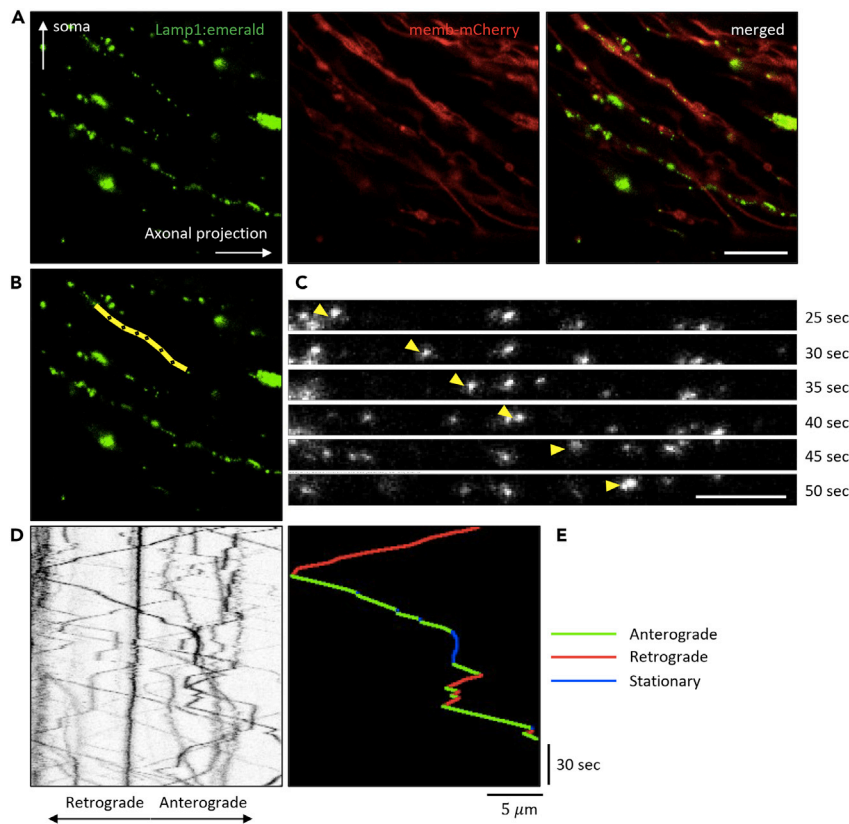 A
soma
Lamp1:emerald
memb-mCherry
merged
Axonal projection
B
C
25 sec
30 sec
35 sec
40 sec
45 sec
50 sec
D
E
Anterograde
Retrograde
Stationary
30 sec
5 μm
Retrograde Anterograde